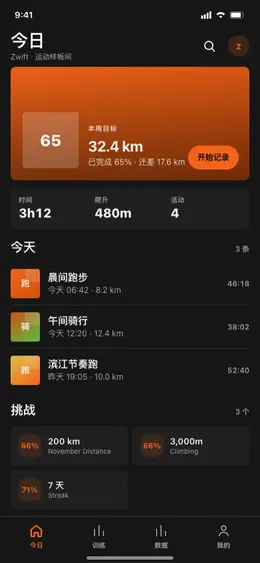 9:41
今日
Zwift · 运动样板间
Z
65
本周目标
32.4 km
已完成 65% · 还差 17.6 km
开始记录
时间
爬升
活动
3h12
480m
4
今天
3 条
跑
晨间跑步
今天 06:42 · 8.2 km
46:18
骑
午间骑行
今天 12:20 · 12.4 km
38:02
跑
滨江节奏跑
昨天 19:05 · 10.0 km
52:40
挑战
3 个
66%
200 km
November Distance
66%
3,000m
Climbing
71%
7 天
Streak
今日
训练
数据
我的